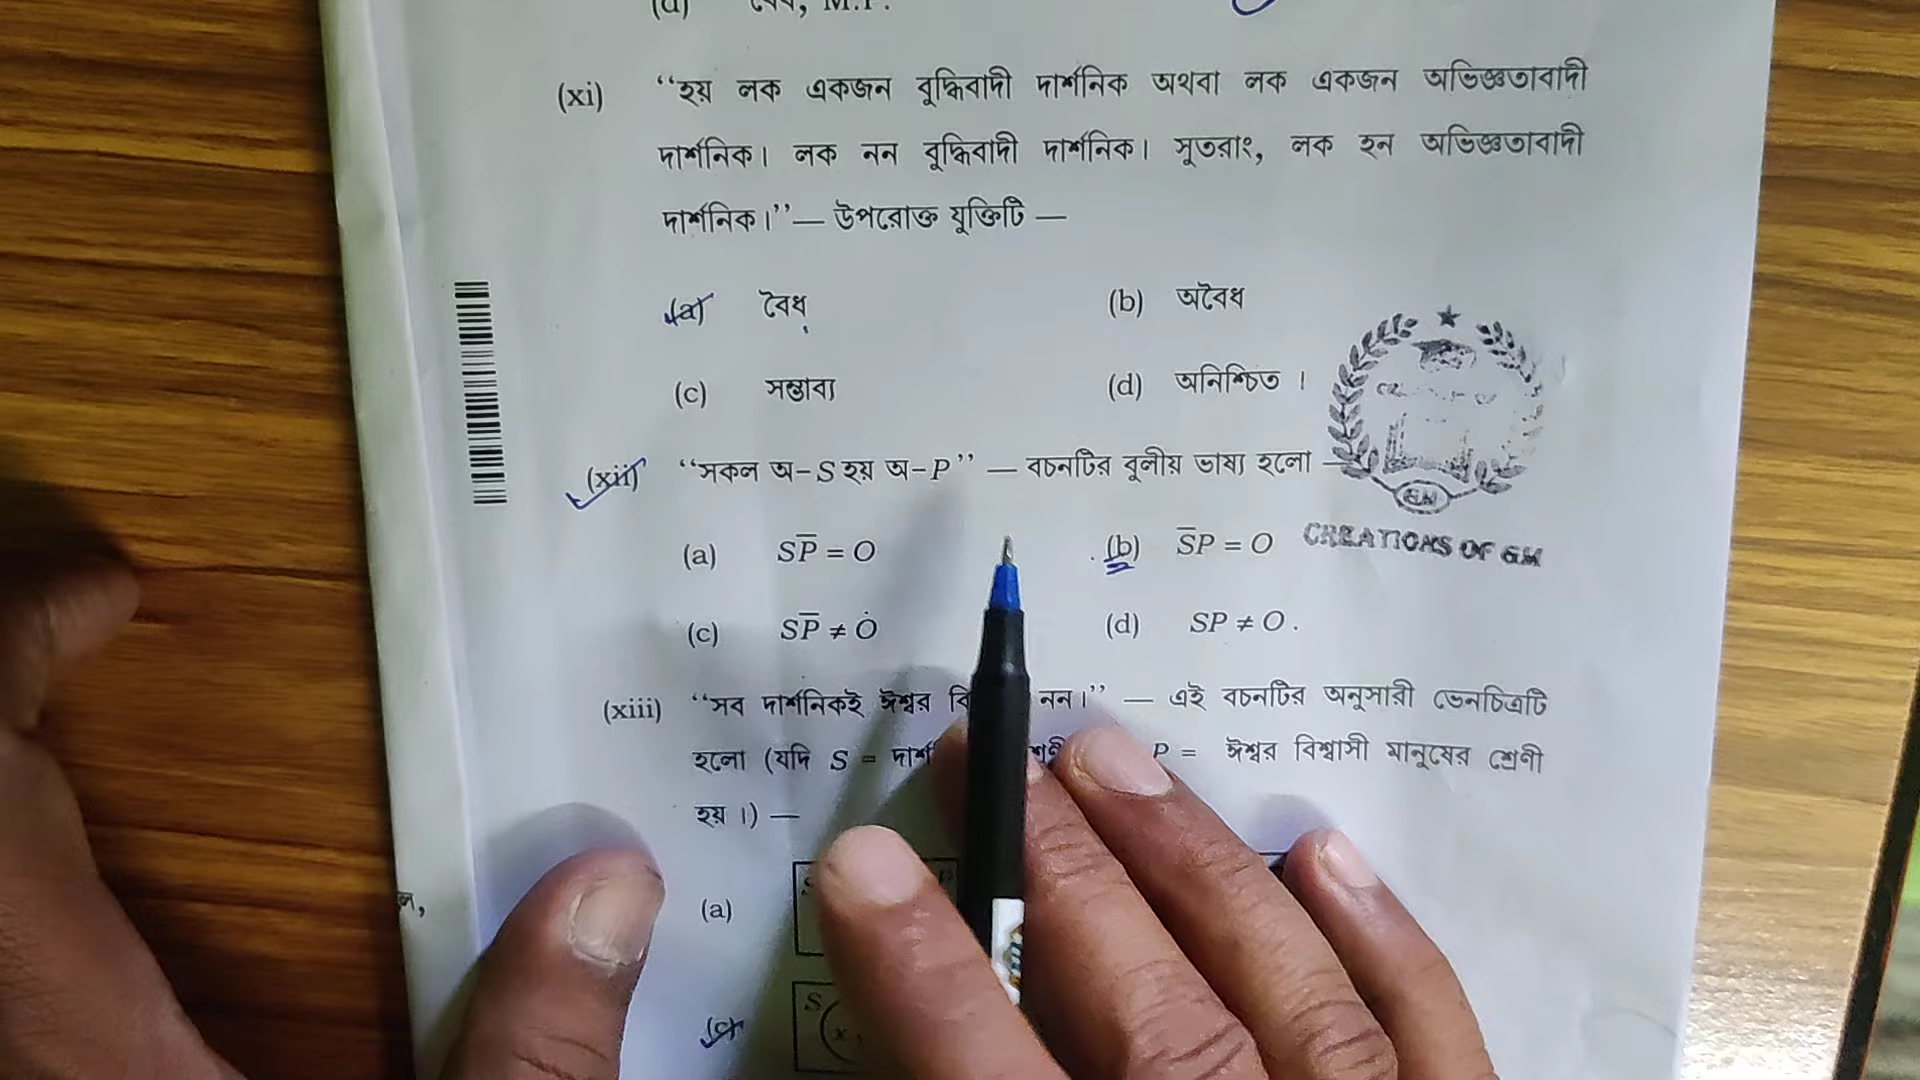 (xi) “হয় লক একজন বুদ্ধিবাদী দার্শনিক অথবা লক একজন অভিজ্ঞতাবাদী
দার্শনিক। লক নন বুদ্ধিবাদী দার্শনিক। সুতরাং, লক হন অভিজ্ঞতাবাদী
দার্শনিক।”— উপরোক্ত যুক্তিটি —
(a) বৈধ (b) অবৈধ
(c) সম্ভাব্য (d) অনিশ্চিত।
(xii) “সকল অ-S হয় অ-P” — বচনটির বুলীয় ভাষ্য হলো —
(a) SP̅ = O (b) S̅P = O
(c) SP̅ ≠ O (d) SP ≠ O.
CREATIONS OF GM
GM
(xiii) “সব দার্শনিকই ঈশ্বর নন।” — এই বচনটির অনুসারী ভেনচিত্রটি
হলো (যদি S = P = ঈশ্বর বিশ্বাসী মানুষের শ্রেণী
হয়।) —
(a)
(c) S
x